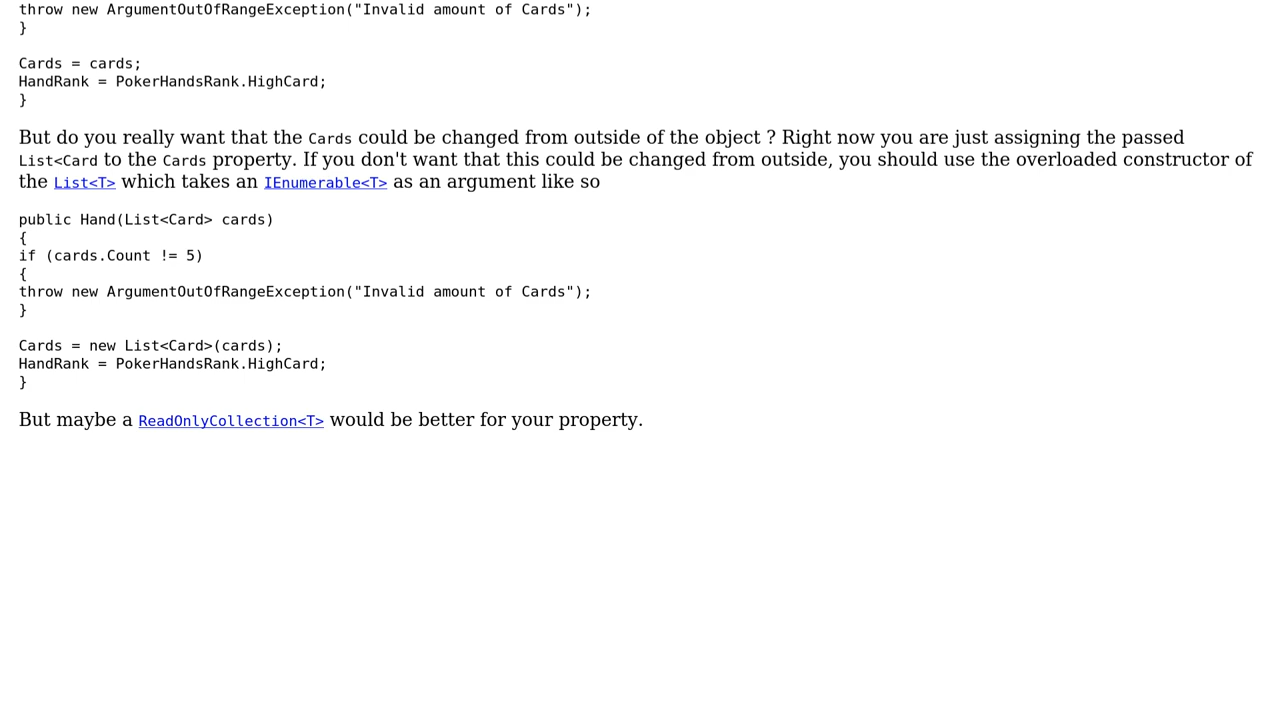 throw new ArgumentOutOfRangeException("Invalid amount of Cards");
}
Cards = cards;
HandRank = PokerHandsRank.HighCard;
}
But do you really want that the Cards could be changed from outside of the object ? Right now you are just assigning the passed
List<Card to the Cards property. If you don't want that this could be changed from outside, you should use the overloaded constructor of
the List<T> which takes an IEnumerable<T> as an argument like so
public Hand(List<Card> cards)
{
if (cards.Count != 5)
{
throw new ArgumentOutOfRangeException("Invalid amount of Cards");
}
Cards = new List<Card>(cards);
HandRank = PokerHandsRank.HighCard;
}
But maybe a ReadOnlyCollection<T> would be better for your property.